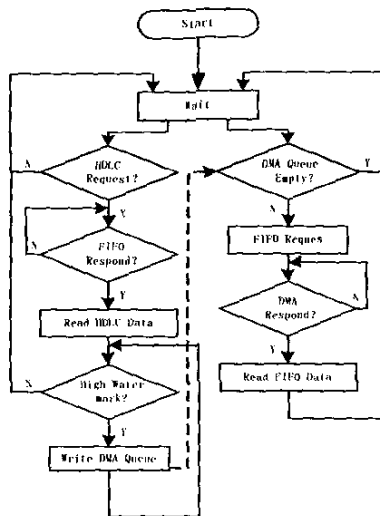 Start
Wait
HDLC
Request?
N
Y
DMA Queue
Empty?
Y
N
FIFO
Respond?
N
Y
FIFO Reques
DMA
Respond?
N
Y
Read HDLC Data
High Water
mark?
N
Y
Read FIFO Data
Write DMA Queue